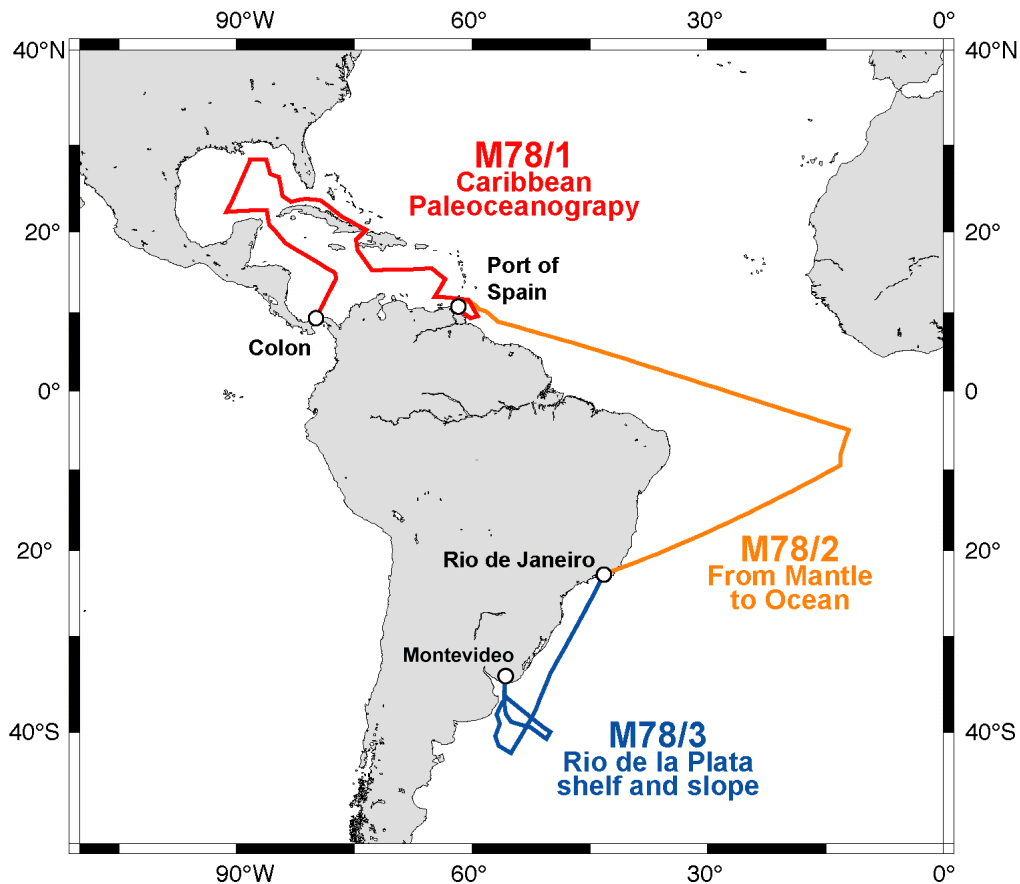 90°W 60° 30° 0°
40°N 40°N
M78/1
Caribbean
Paleoceanograpy
20° 20°
Port of
Spain
Colon
0° 0
Rio de Janeiro
M78/2
20° 20°
From Mantle
to Ocean
Montevideo
M78/3
40°S 40°
Rio de la Plata
shelf and slope
90°W 60° 30° 0°